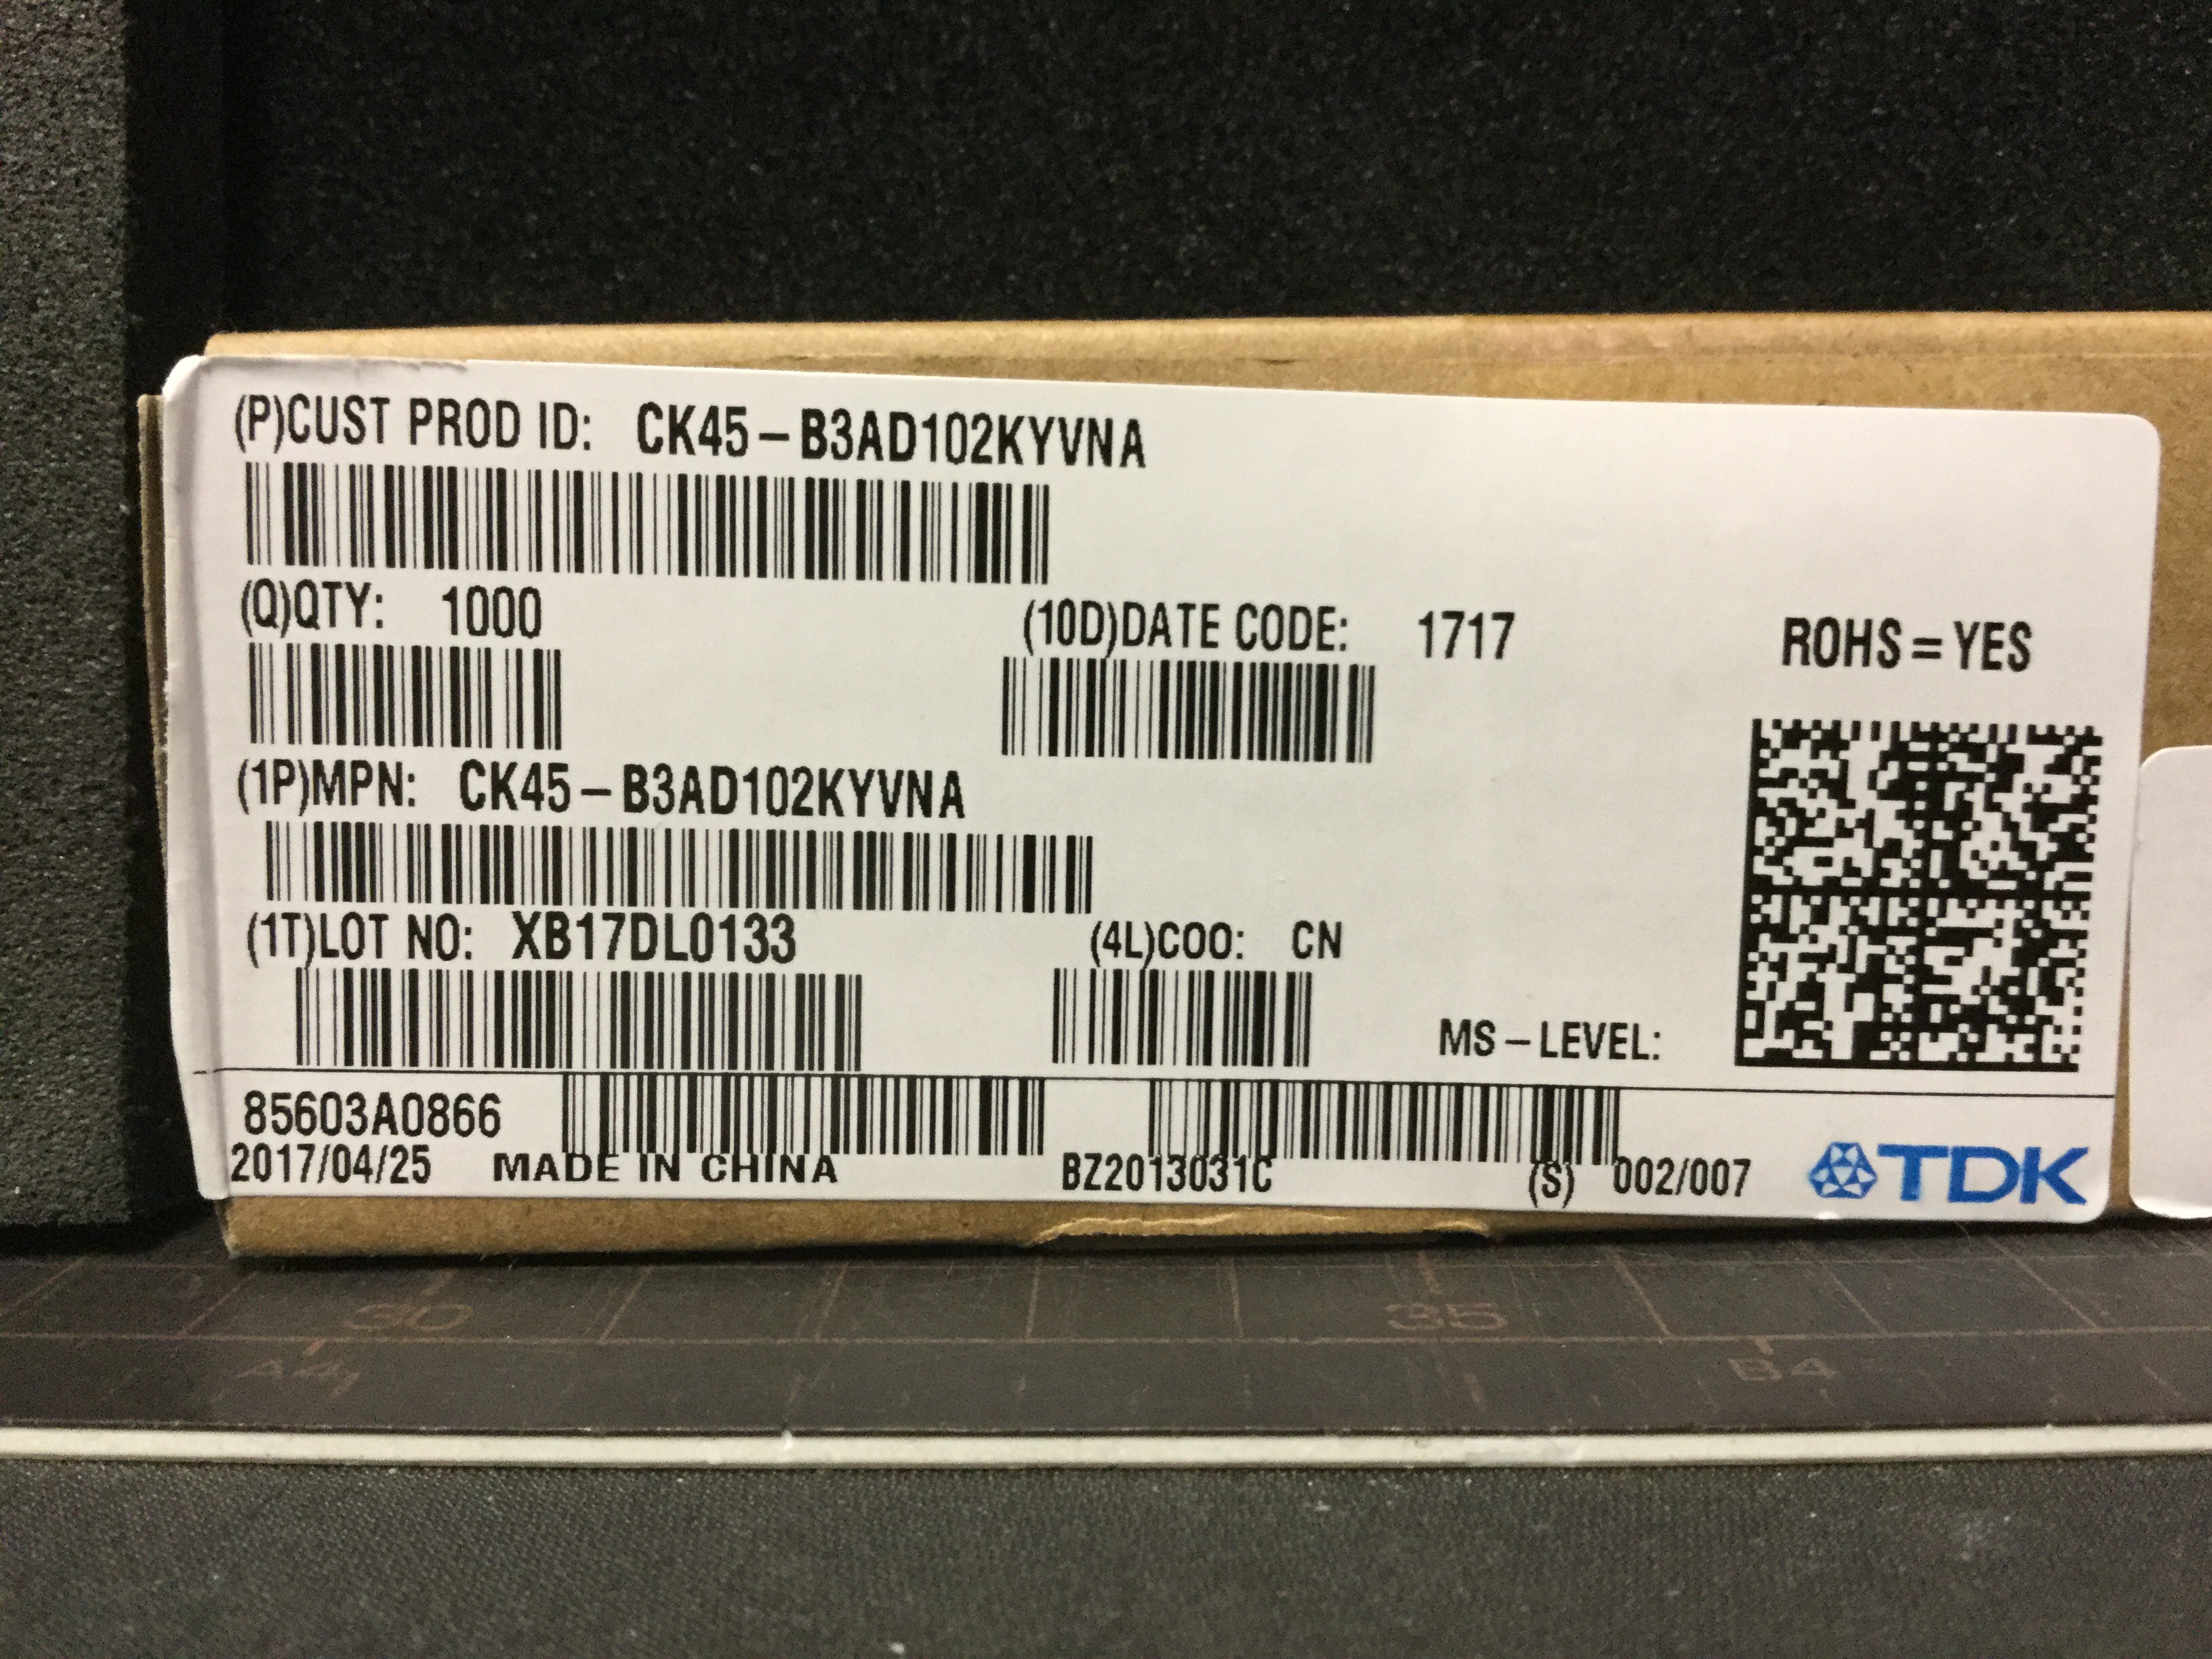 (P)CUST PROD ID: CK45-B3AD102KYVNA
(Q)QTY: 1000
(10D)DATE CODE: 1717
ROHS=YES
(1P)MPN: CK45-B3AD102KYVNA
(1T)LOT NO: XB17DL0133
(4L)COO: CN
MS-LEVEL:
85603A0866
2017/04/25 MADE IN CHINA BZ2013031C (S) 002/007 TDK
30 35
A4 B4